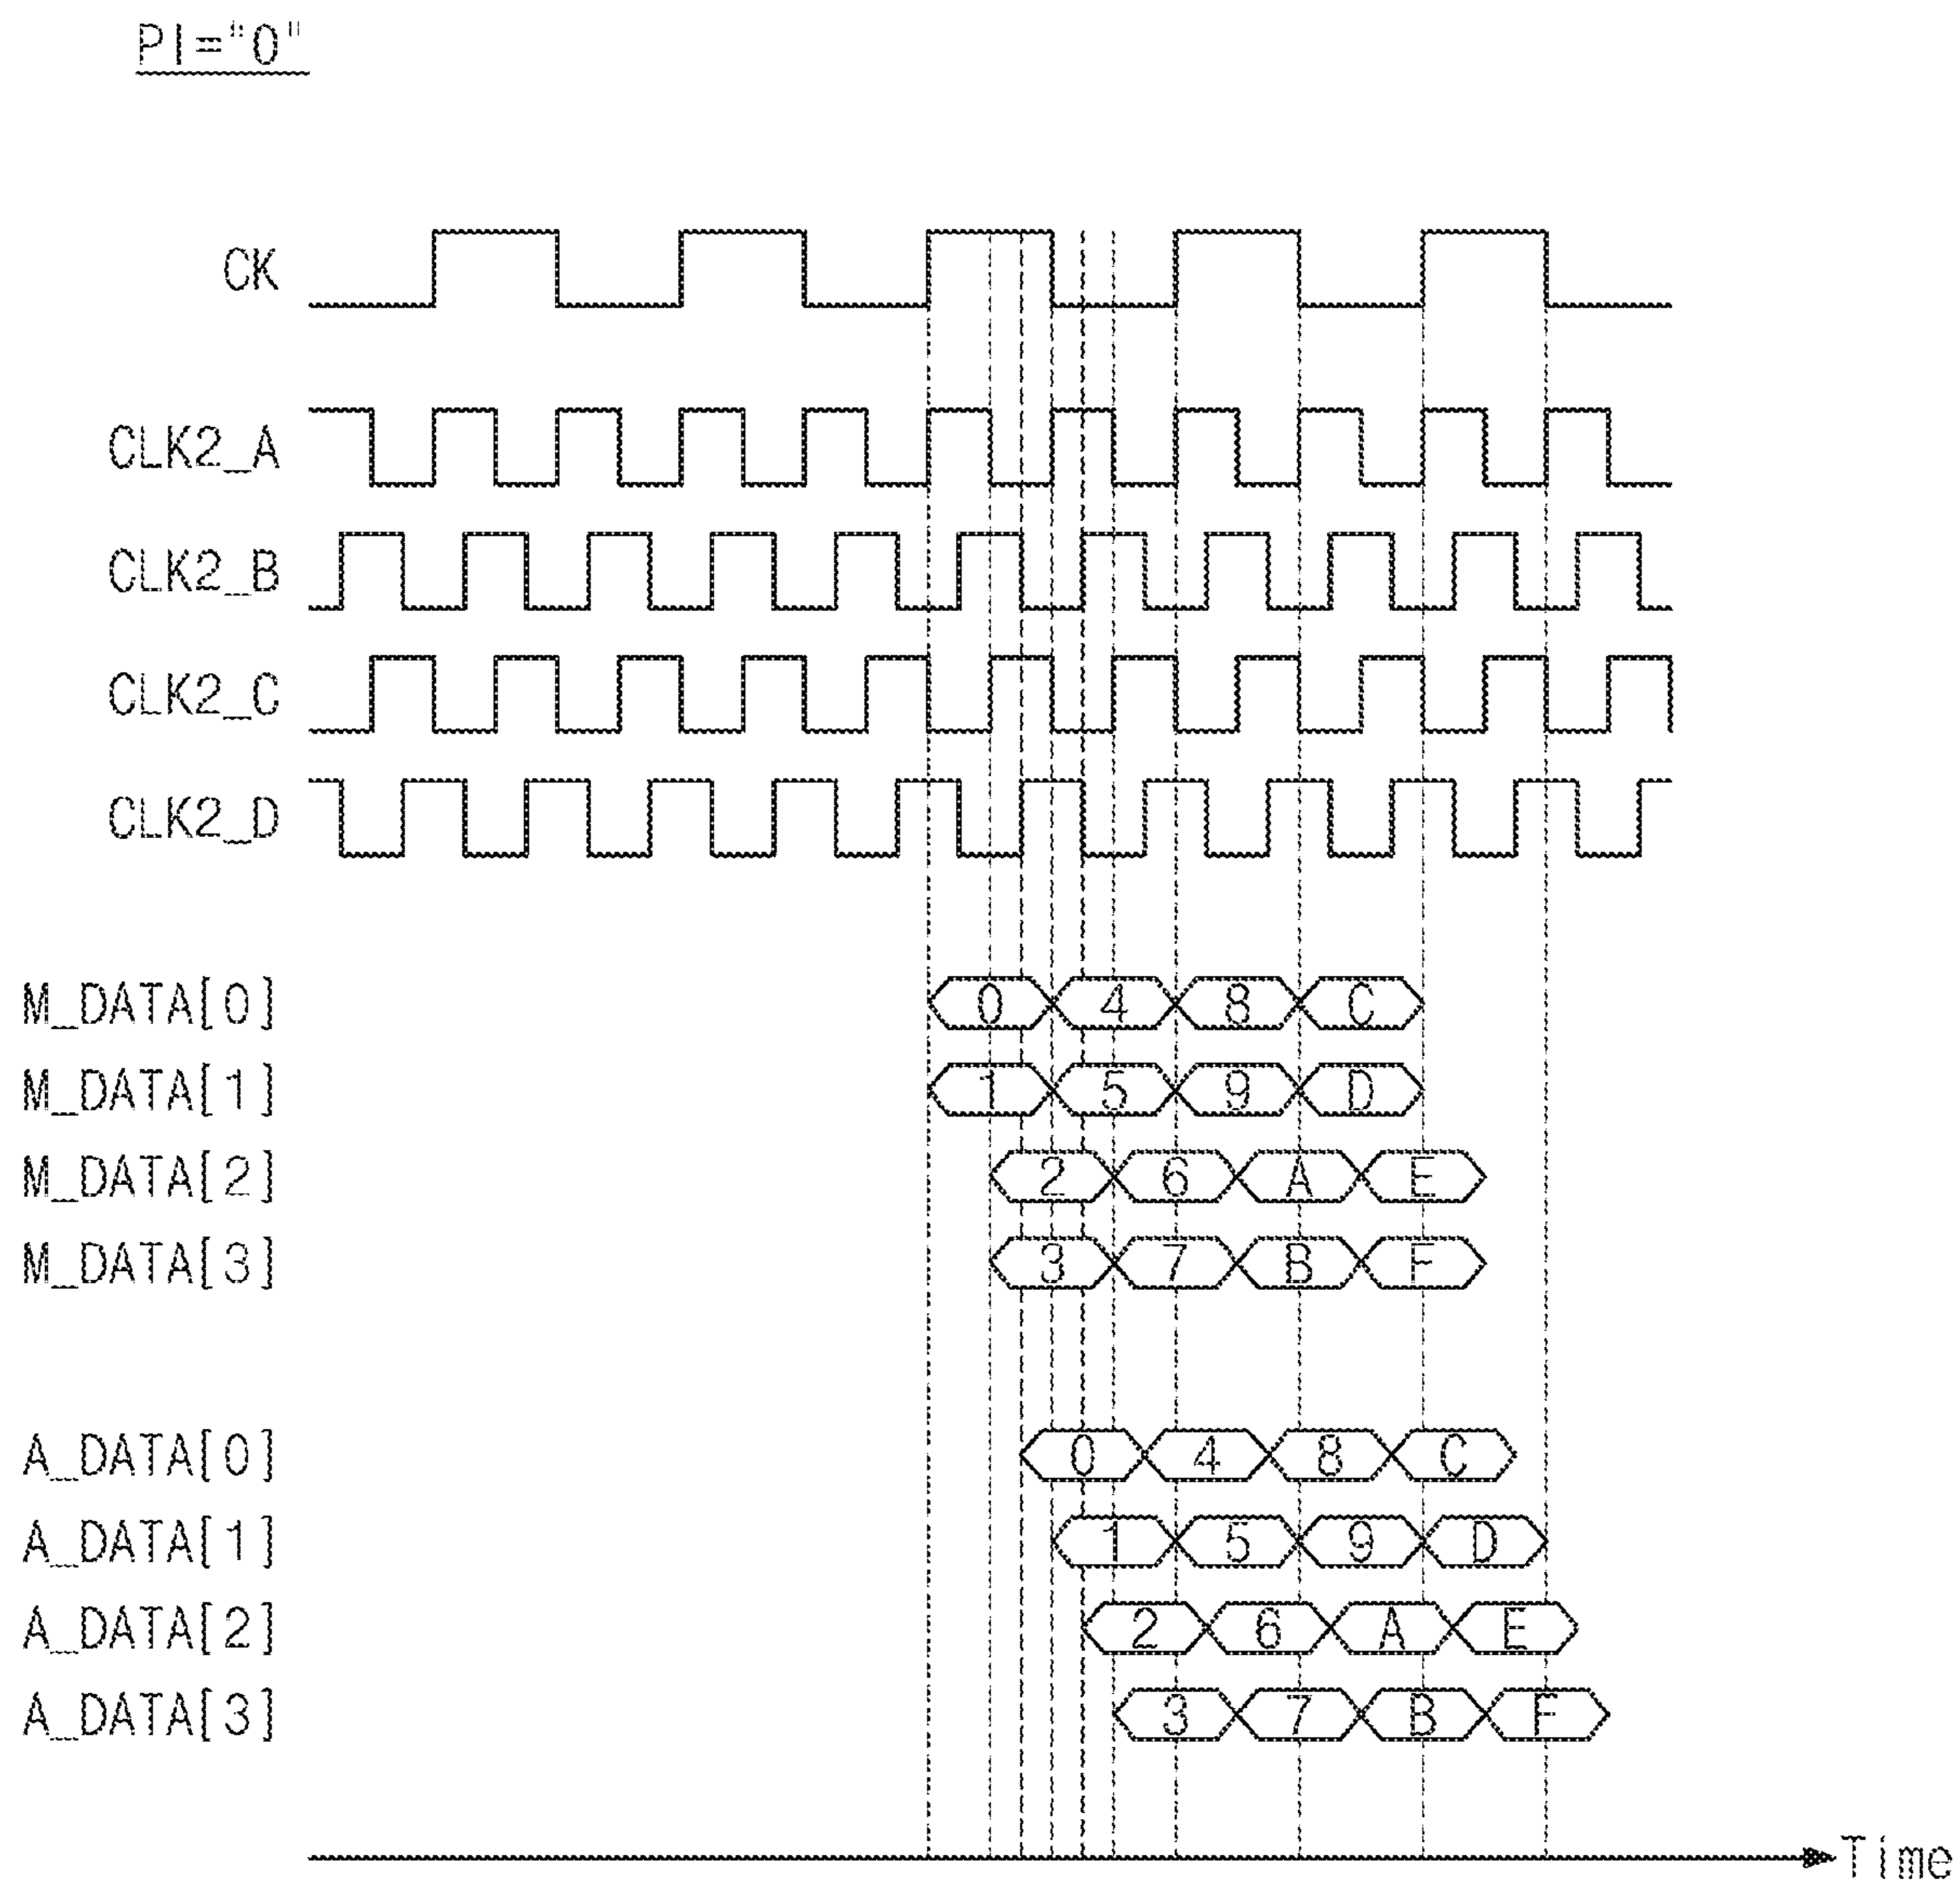 PI="0"
CK
CLK2_A
CLK2_B
CLK2_C
CLK2_D
M_DATA[0] 0 4 8 C
M_DATA[1] 1 5 9 D
M_DATA[2] 2 6 A E
M_DATA[3] 3 7 B F
A_DATA[0] 0 4 8 C
A_DATA[1] 1 5 9 D
A_DATA[2] 2 6 A E
A_DATA[3] 3 7 B F
Time